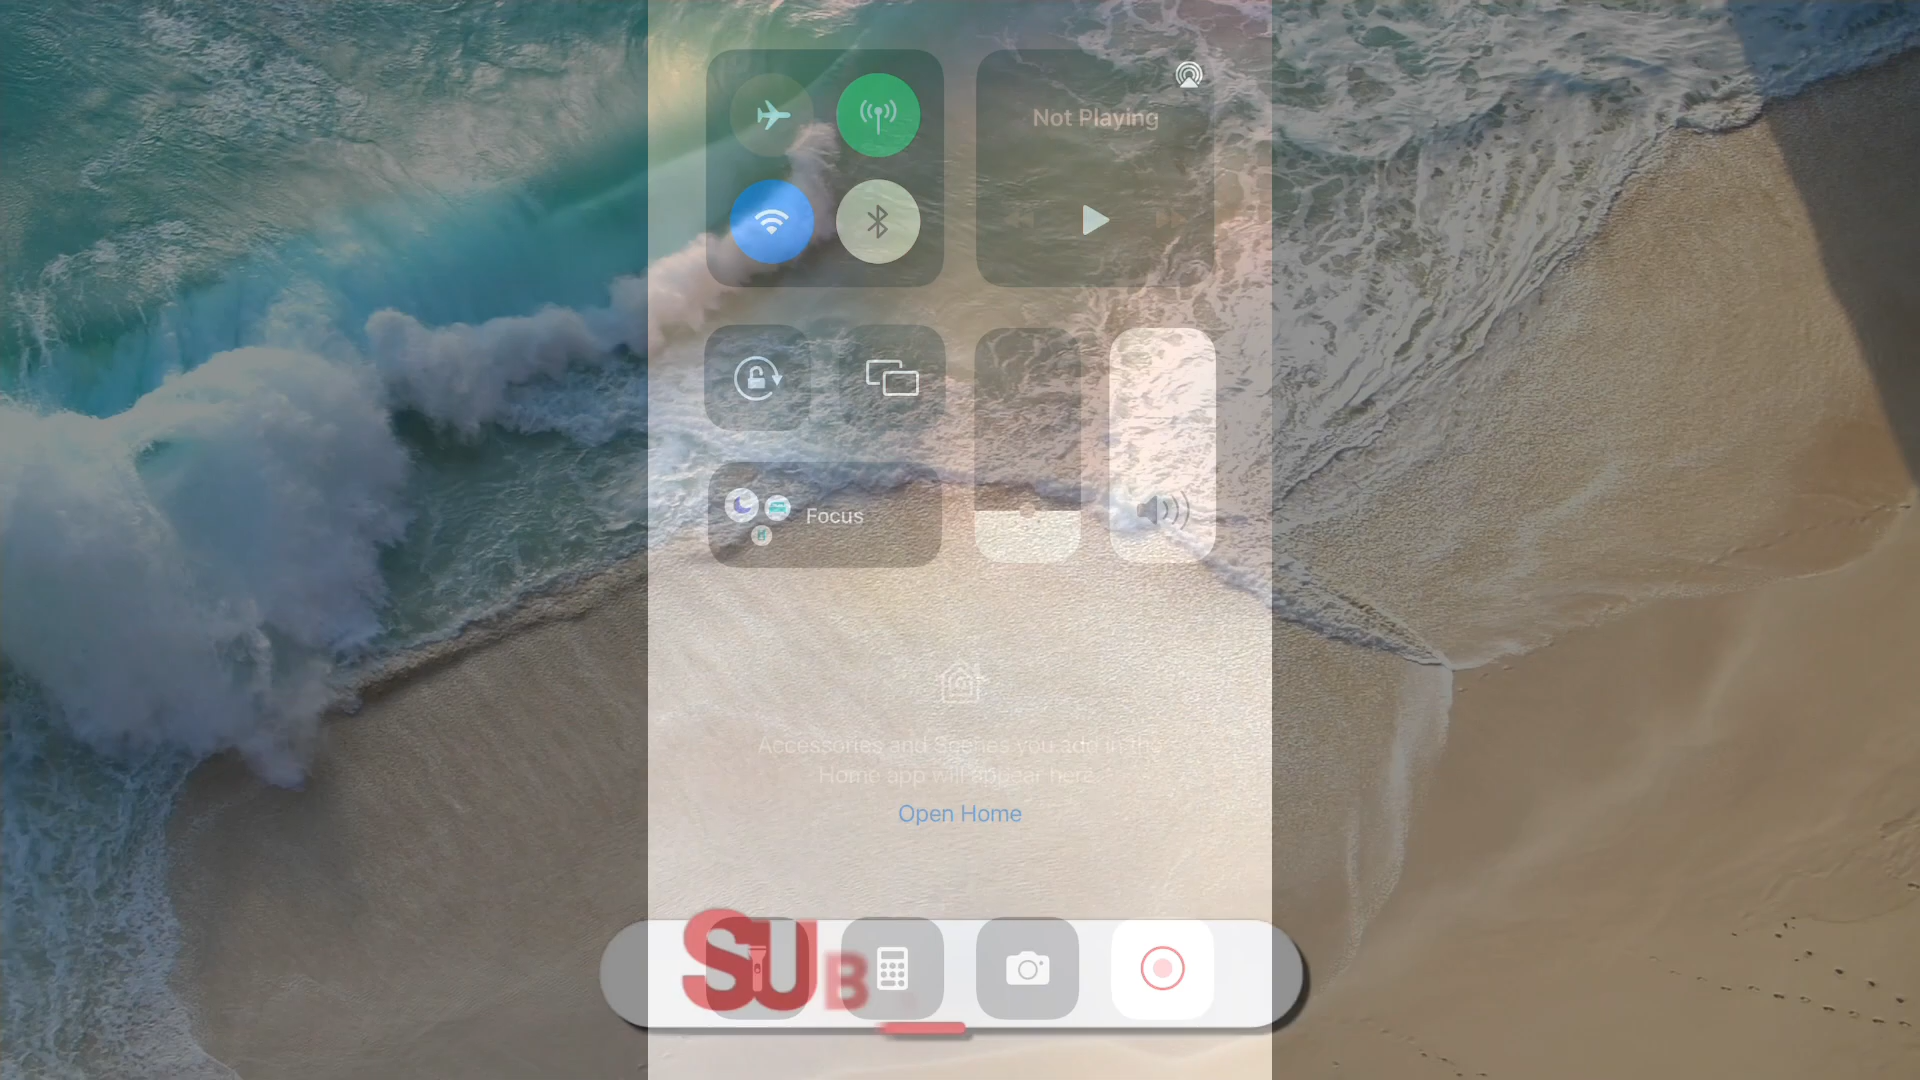 Not Playing
Focus
Accessories and Scenes you add in the
Home app will appear here.
Open Home
SUB